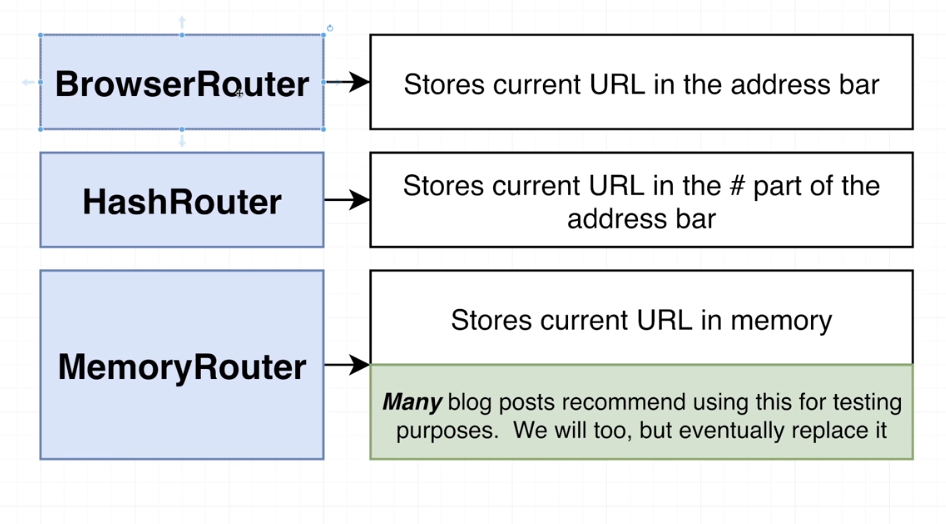 BrowserRouter
Stores current URL in the address bar
HashRouter
Stores current URL in the # part of the
address bar
MemoryRouter
Stores current URL in memory
Many blog posts recommend using this for testing
purposes.  We will too, but eventually replace it